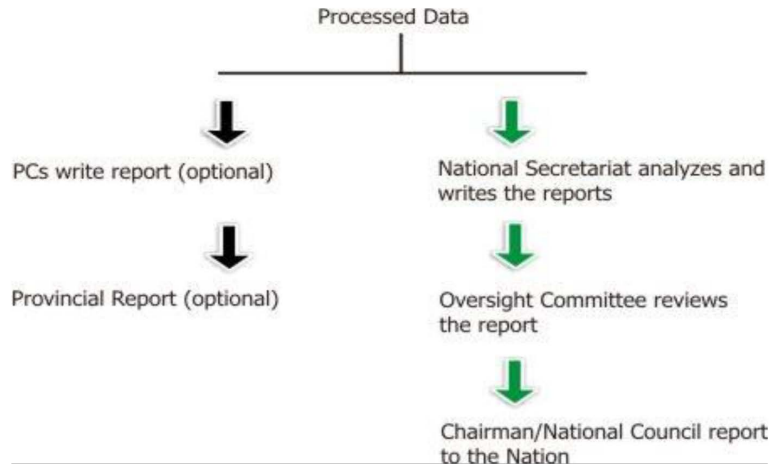 Processed Data
PCs write report (optional)
Provincial Report (optional)
National Secretariat analyzes and
writes the reports
Oversight Committee reviews
the report
Chairman/National Council report
to the Nation